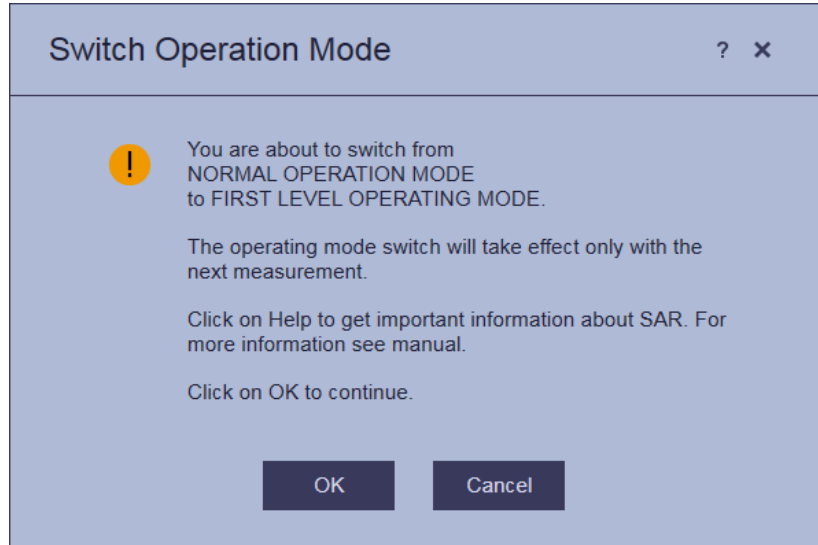 Switch Operation Mode ? ×
!
You are about to switch from
NORMAL OPERATION MODE
to FIRST LEVEL OPERATING MODE.
The operating mode switch will take effect only with the
next measurement.
Click on Help to get important information about SAR. For
more information see manual.
Click on OK to continue.
OK Cancel